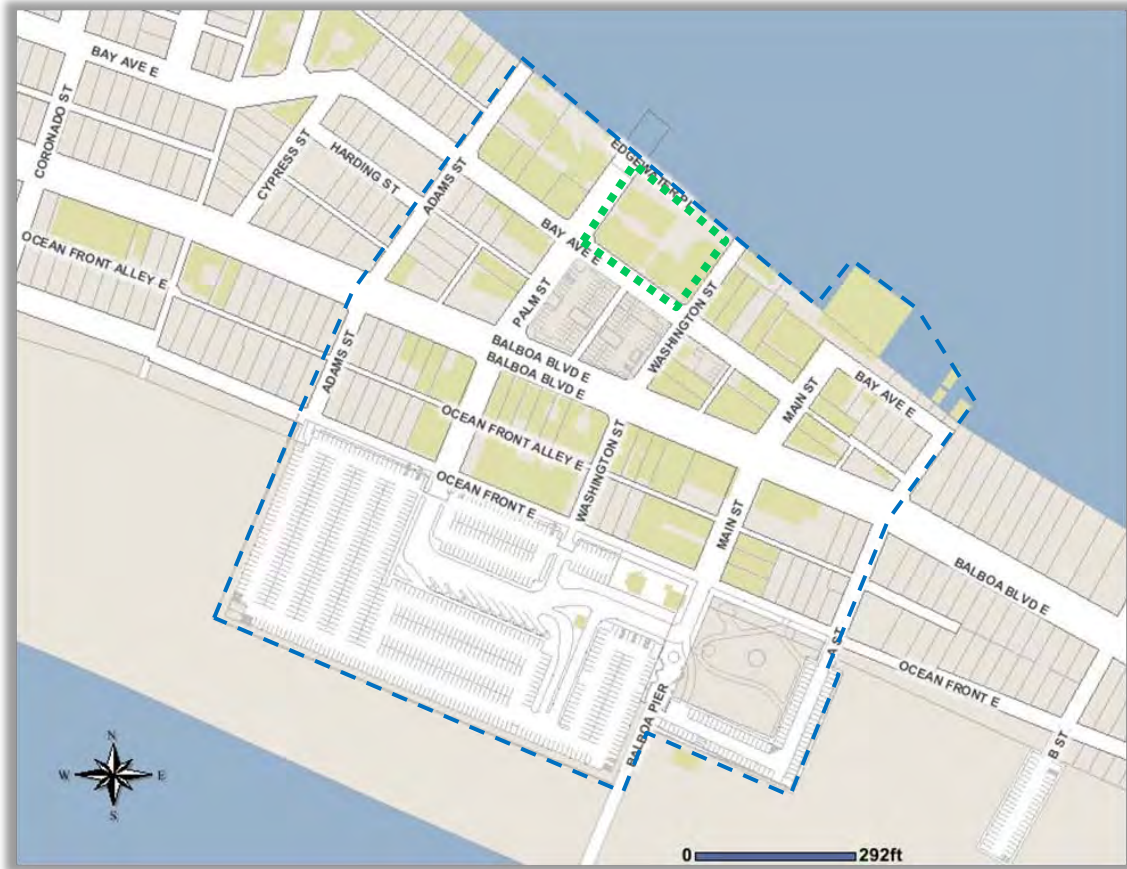 BAY AVE E
CORONADO ST
CYPRESS ST
HARDING ST
ADAMS ST
EDGEWATER PL
BAY AVE E
OCEAN FRONT ALLEY E
PALM ST
WASHINGTON ST
BALBOA BLVD E
BALBOA BLVD E
ADAMS ST
MAIN ST
BAY AVE E
OCEAN FRONT ALLEY E
WASHINGTON ST
OCEAN FRONT E
MAIN ST
BALBOA BLVD E
A ST
OCEAN FRONT E
BALBOA PIER
B ST
N
W E
S
0 292ft